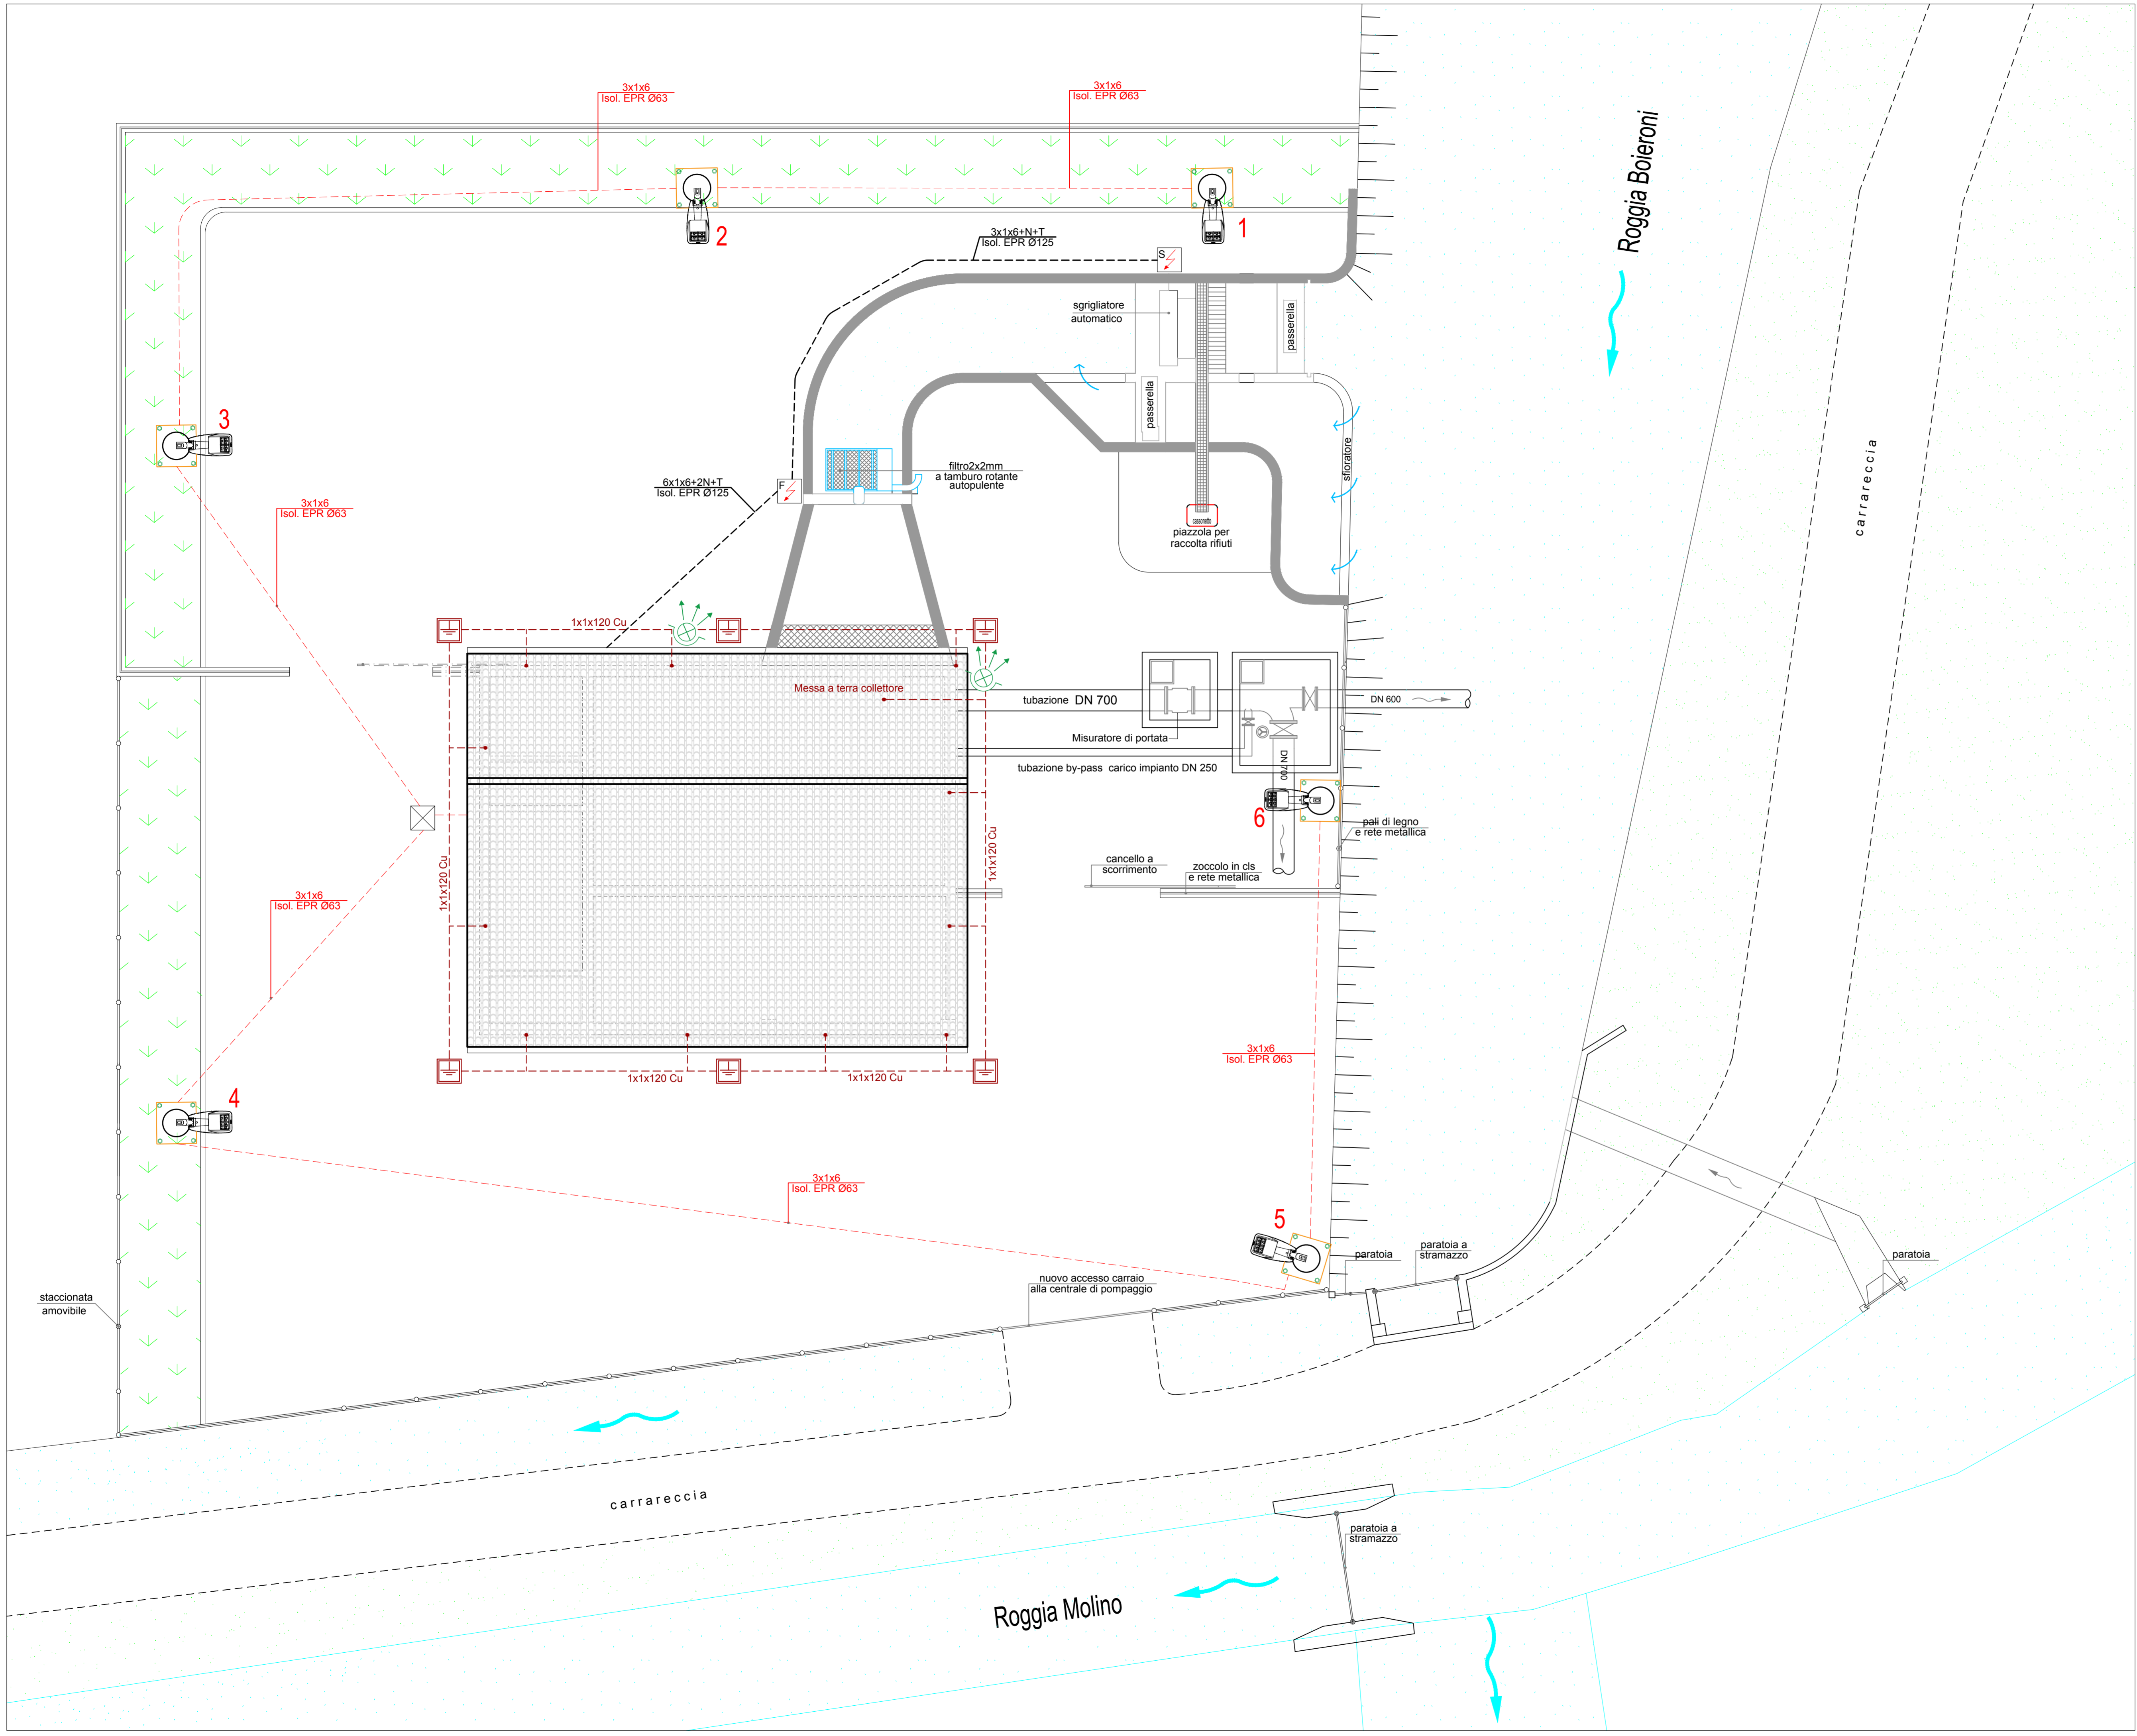 3x1x6
Isol. EPR Ø63
3x1x6
Isol. EPR Ø63
Roggia Boieroni
2
1
3x1x6+N+T
Isol. EPR Ø125
S
sgrigliatore
automatico
passerella
passerella
3
sfioratore
carrareccia
filtro2x2mm
a tamburo rotante
autopulente
6x1x6+2N+T
Isol. EPR Ø125
F
3x1x6
Isol. EPR Ø63
cassonetto
piazzola per
raccolta rifiuti
1x1x120 Cu
Messa a terra collettore
tubazione DN 700
DN 600
Misuratore di portata
DN 700
tubazione by-pass carico impianto DN 250
6
pali di legno
e rete metallica
1x1x120 Cu
1x1x120 Cu
cancello a
scorrimento
zoccolo in cls
e rete metallica
3x1x6
Isol. EPR Ø63
3x1x6
Isol. EPR Ø63
1x1x120 Cu
1x1x120 Cu
4
3x1x6
Isol. EPR Ø63
5
paratoia
paratoia a
stramazzo
paratoia
nuovo accesso carraio
alla centrale di pompaggio
staccionata
amovibile
carrareccia
paratoia a
stramazzo
Roggia Molino